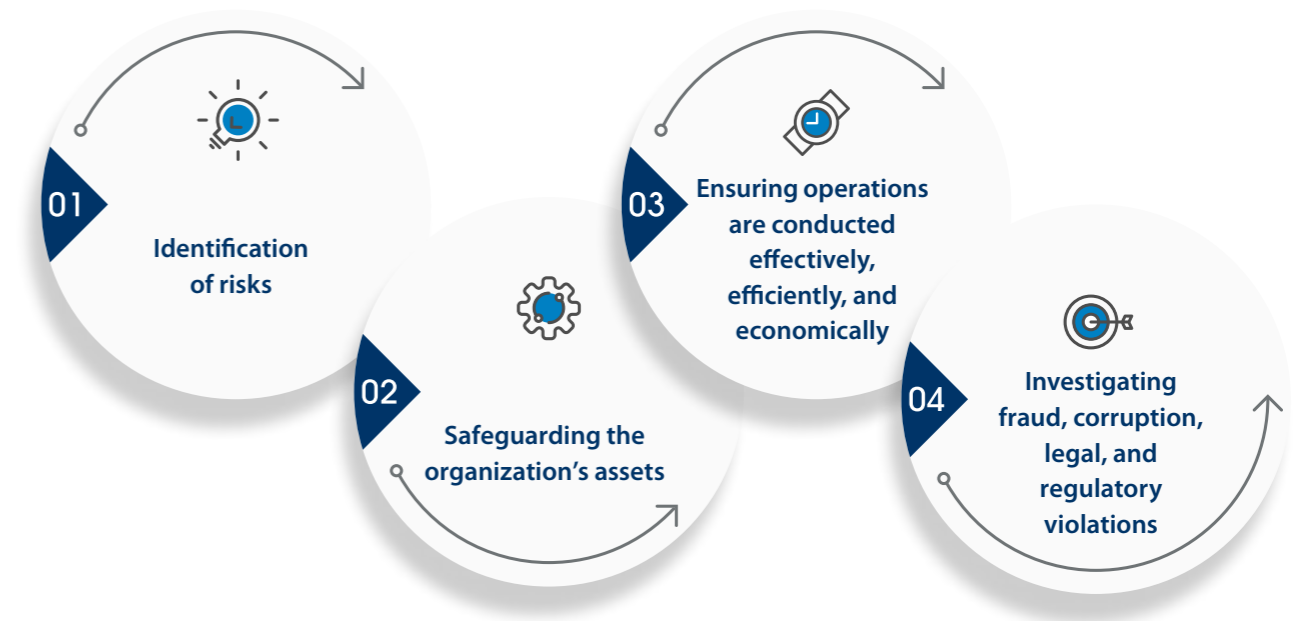 01
Identification
of risks
02
Safeguarding the
organization’s assets
03
Ensuring operations
are conducted
effectively,
efficiently, and
economically
04
Investigating
fraud, corruption,
legal, and
regulatory
violations